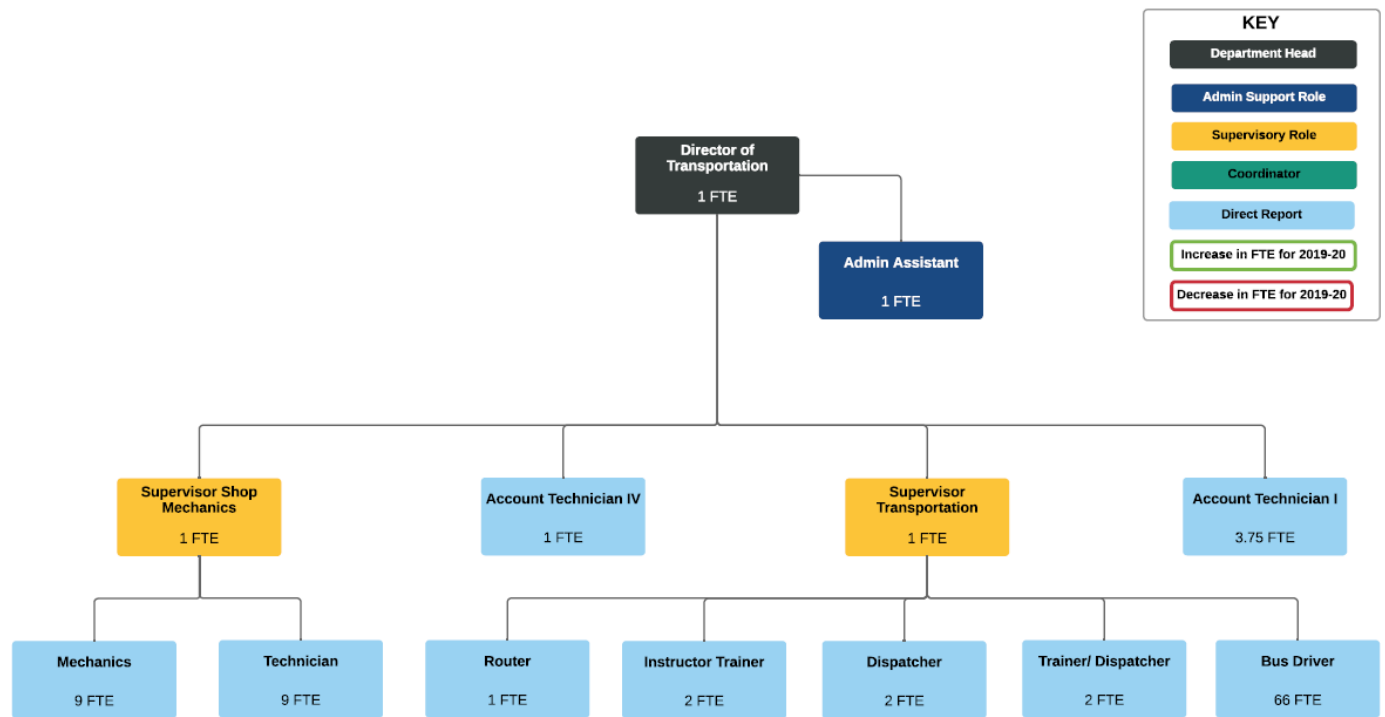 KEY
Department Head
Admin Support Role
Supervisory Role
Coordinator
Direct Report
Increase in FTE for 2019-20
Decrease in FTE for 2019-20
Director of
Transportation
1 FTE
Admin Assistant
1 FTE
Supervisor Shop
Mechanics
1 FTE
Account Technician IV
1 FTE
Supervisor
Transportation
1 FTE
Account Technician I
3.75 FTE
Mechanics
9 FTE
Technician
9 FTE
Router
1 FTE
Instructor Trainer
2 FTE
Dispatcher
2 FTE
Trainer/ Dispatcher
2 FTE
Bus Driver
66 FTE